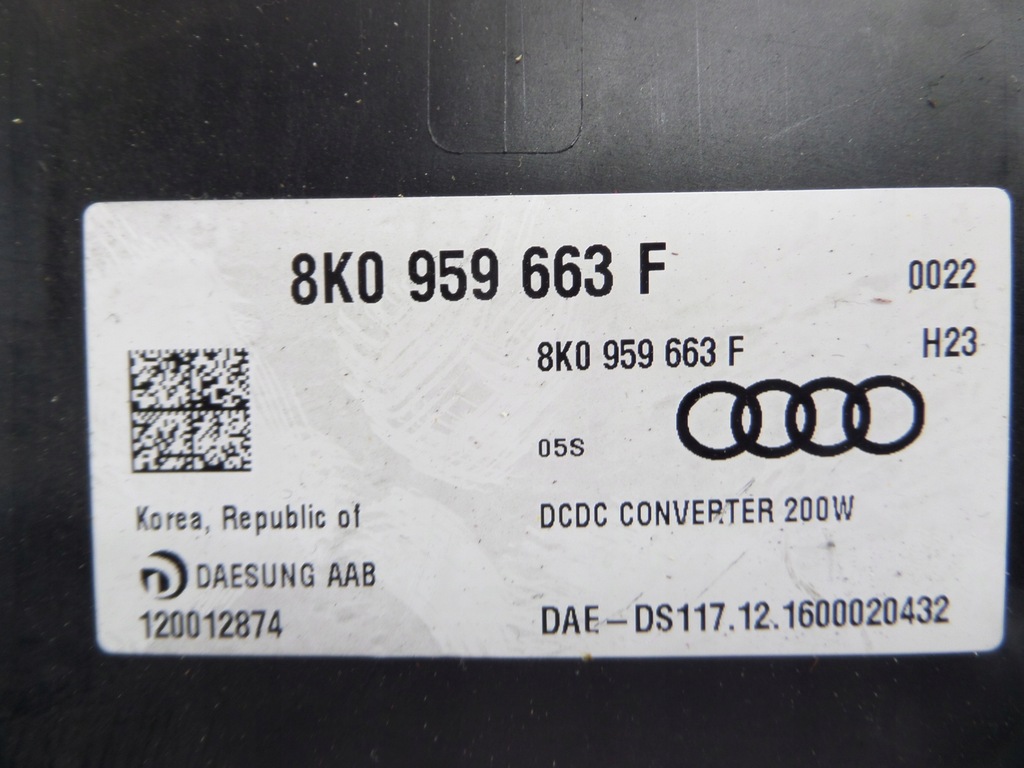 8K0 959 663 F
0022
8K0 959 663 F
H23
05S
Korea, Republic of
DCDC CONVERTER 200W
DAESUNG AAB
120012874
DAE-DS117.12.1600020432